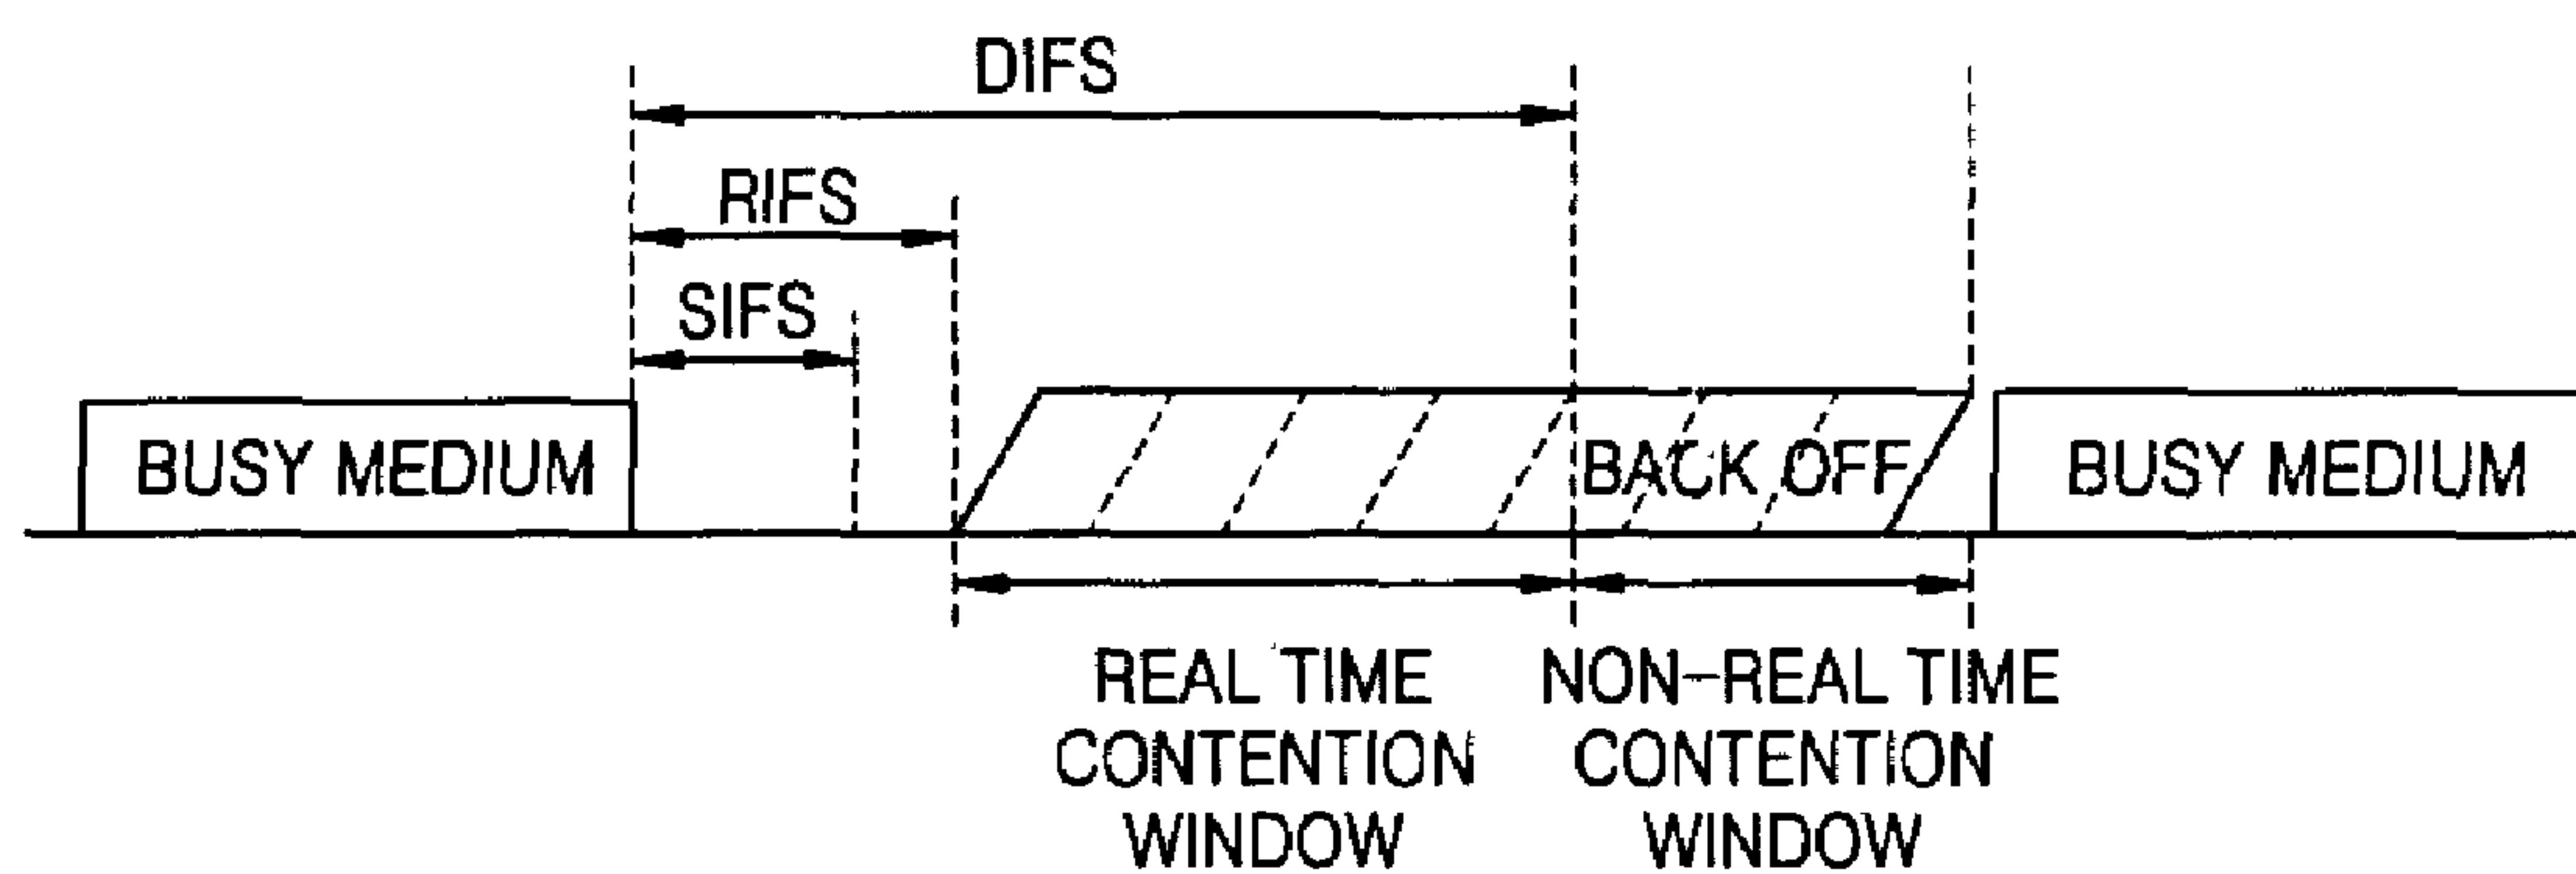 DIFS
RIFS
SIFS
BUSY MEDIUM
BACK OFF
BUSY MEDIUM
REAL TIME
CONTENTION
WINDOW
NON-REAL TIME
CONTENTION
WINDOW